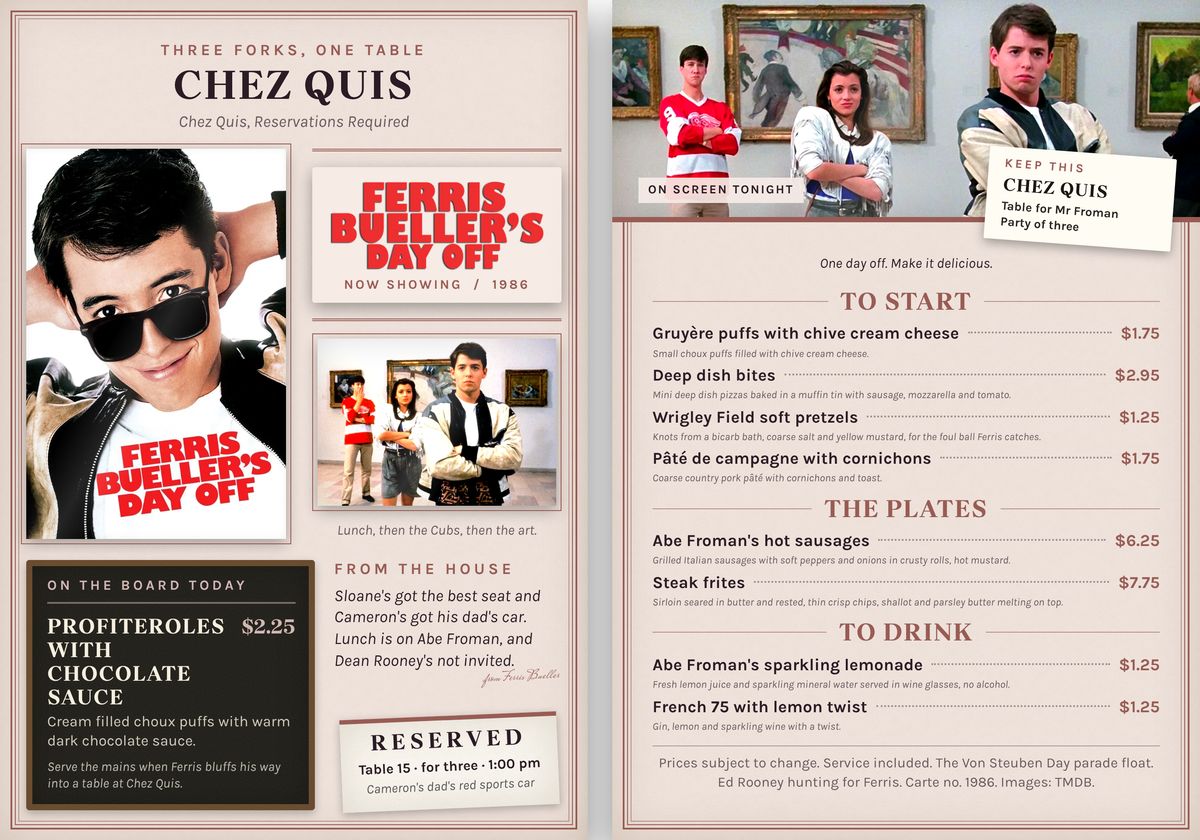 THREE FORKS, ONE TABLE
CHEZ QUIS
Chez Quis, Reservations Required
FERRIS
BUELLER'S
DAY OFF
FERRIS
BUELLER'S
DAY OFF
NOW SHOWING / 1986
Lunch, then the Cubs, then the art.
ON THE BOARD TODAY
PROFITEROLES $2.25
WITH
CHOCOLATE
SAUCE
Cream filled choux puffs with warm
dark chocolate sauce.
Serve the mains when Ferris bluffs his way
into a table at Chez Quis.
FROM THE HOUSE
Sloane's got the best seat and
Cameron's got his dad's car.
Lunch is on Abe Froman, and
Dean Rooney's not invited.
from Ferris Bueller
RESERVED
Table 15 · for three · 1:00 pm
Cameron's dad's red sports car
ON SCREEN TONIGHT
KEEP THIS
CHEZ QUIS
Table for Mr Froman
Party of three
One day off. Make it delicious.
TO START
Gruyère puffs with chive cream cheese $1.75
Small choux puffs filled with chive cream cheese.
Deep dish bites $2.95
Mini deep dish pizzas baked in a muffin tin with sausage, mozzarella and tomato.
Wrigley Field soft pretzels $1.25
Knots from a bicarb bath, coarse salt and yellow mustard, for the foul ball Ferris catches.
Pâté de campagne with cornichons $1.75
Coarse country pork pâté with cornichons and toast.
THE PLATES
Abe Froman's hot sausages $6.25
Grilled Italian sausages with soft peppers and onions in crusty rolls, hot mustard.
Steak frites $7.75
Sirloin seared in butter and rested, thin crisp chips, shallot and parsley butter melting on top.
TO DRINK
Abe Froman's sparkling lemonade $1.25
Fresh lemon juice and sparkling mineral water served in wine glasses, no alcohol.
French 75 with lemon twist $1.25
Gin, lemon and sparkling wine with a twist.
Prices subject to change. Service included. The Von Steuben Day parade float.
Ed Rooney hunting for Ferris. Carte no. 1986. Images: TMDB.